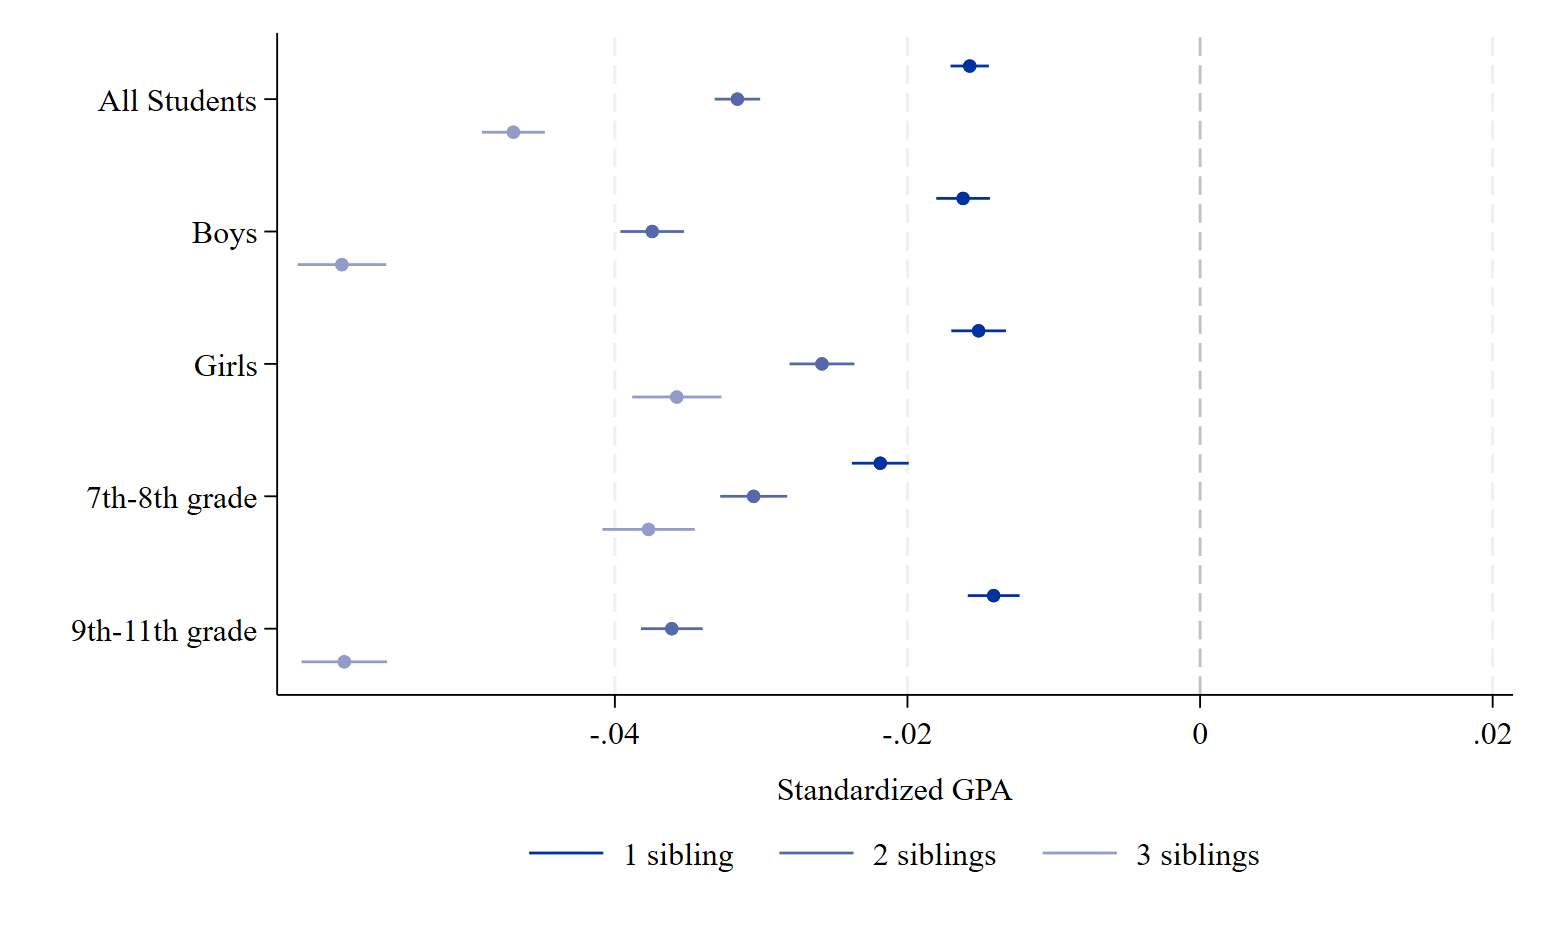 All Students
Boys
Girls
7th-8th grade
9th-11th grade
-.04 -.02 0 .02
Standardized GPA
1 sibling 2 siblings 3 siblings